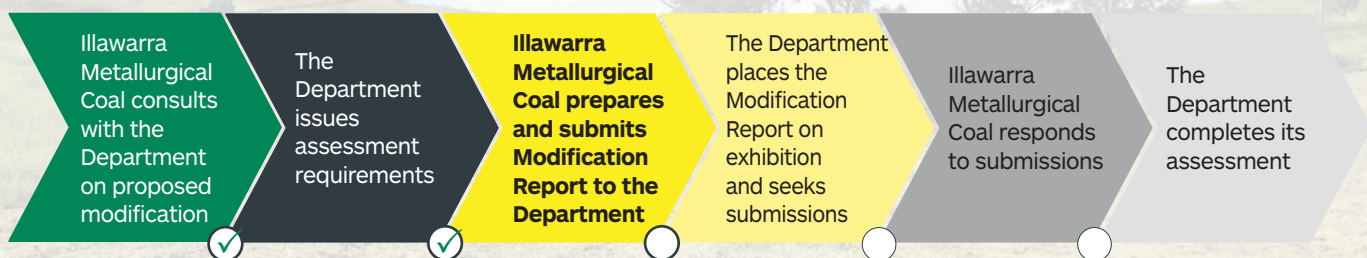 Illawarra
Metallurgical
Coal consults
with the
Department
on proposed
modification
The
Department
issues
assessment
requirements
Illawarra
Metallurgical
Coal prepares
and submits
Modification
Report to the
Department
The Department
places the
Modification
Report on
exhibition
and seeks
submissions
Illawarra
Metallurgical
Coal responds
to submissions
The
Department
completes its
assessment